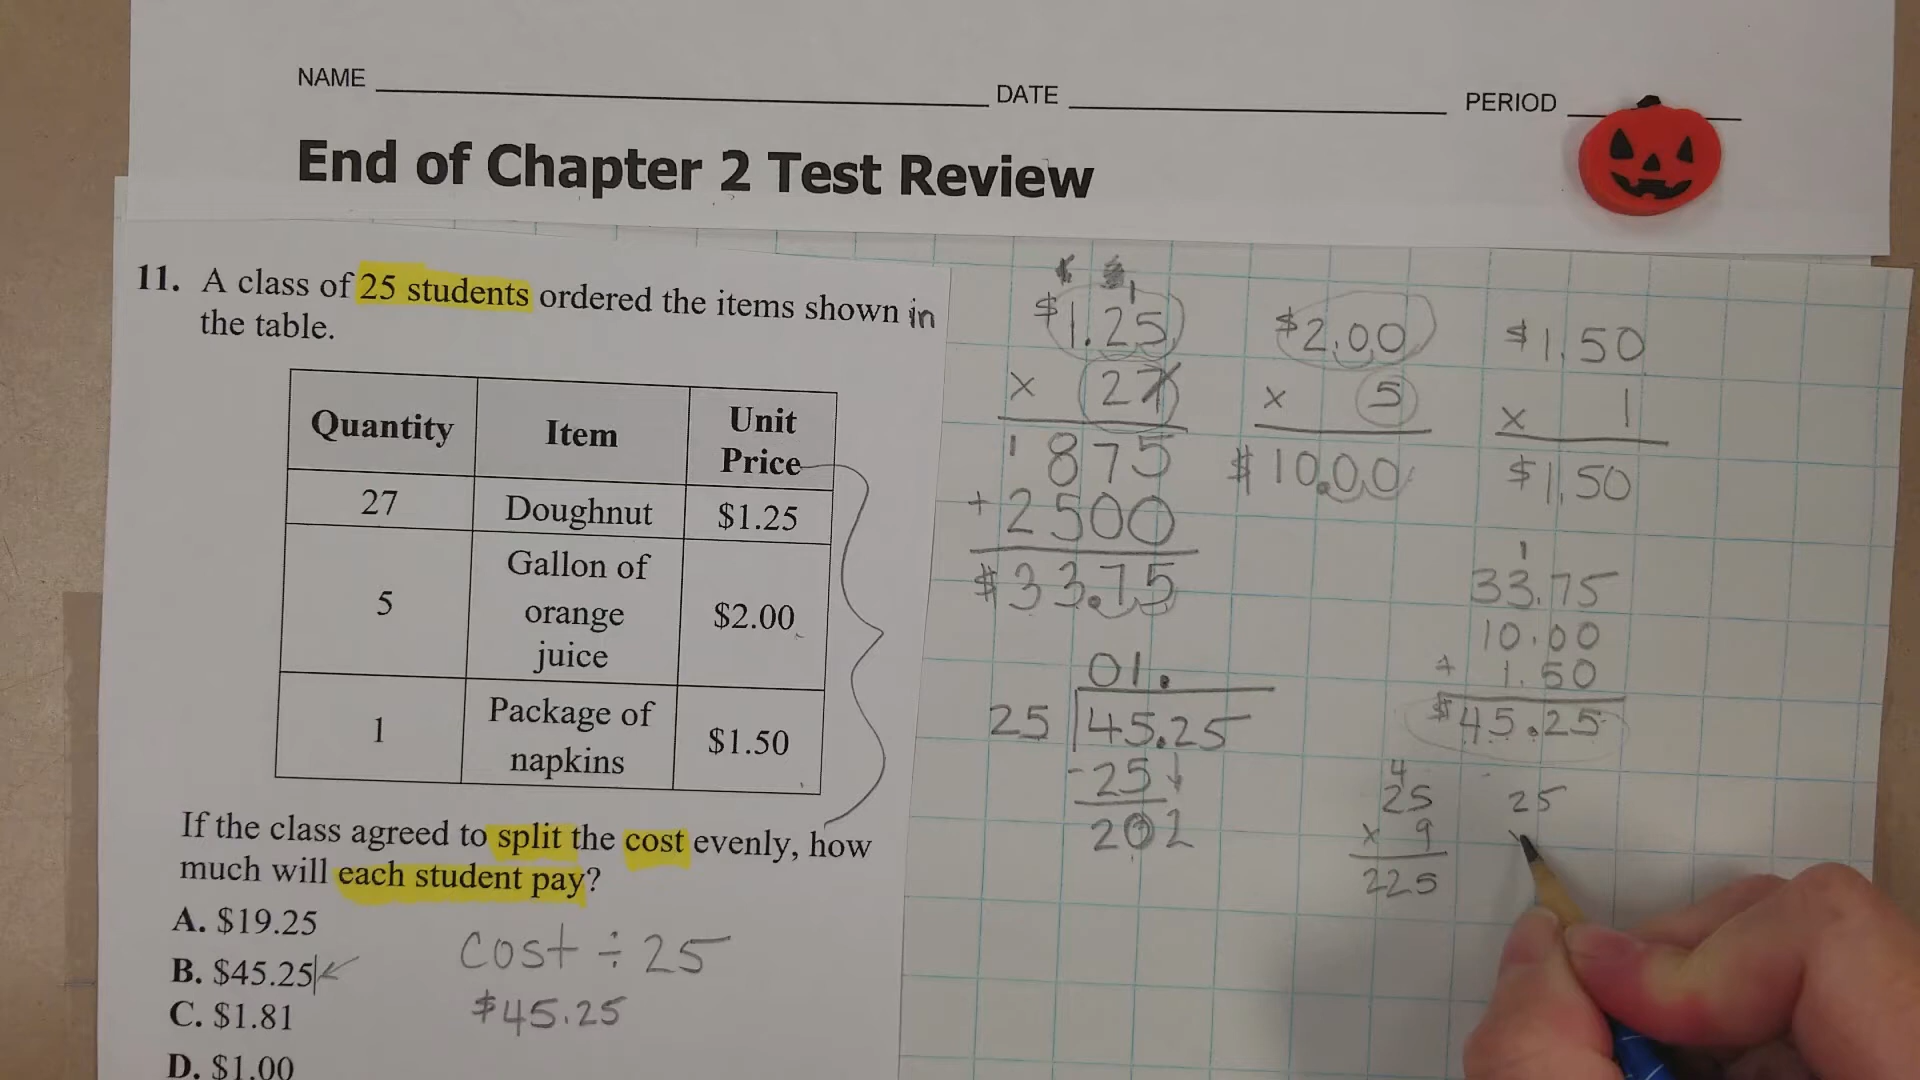 NAME DATE PERIOD
End of Chapter 2 Test Review
11. A class of 25 students ordered the items shown in
the table.
Quantity Item Unit Price
27 Doughnut $1.25
5 Gallon of orange juice $2.00
1 Package of napkins $1.50
If the class agreed to split the cost evenly, how
much will each student pay?
A. $19.25
B. $45.25
C. $1.81
D. $1.00
cost ÷ 25
$45.25
1
$1.25
x 27
1 875
+2500
$33.75
$2.00
x 5
$10.00
$1.50
x 1
$1.50
1
33.75
10.00
+ 1.50
$45.25
01.
25 45.25
-25
202
4
25
x 9
225
25